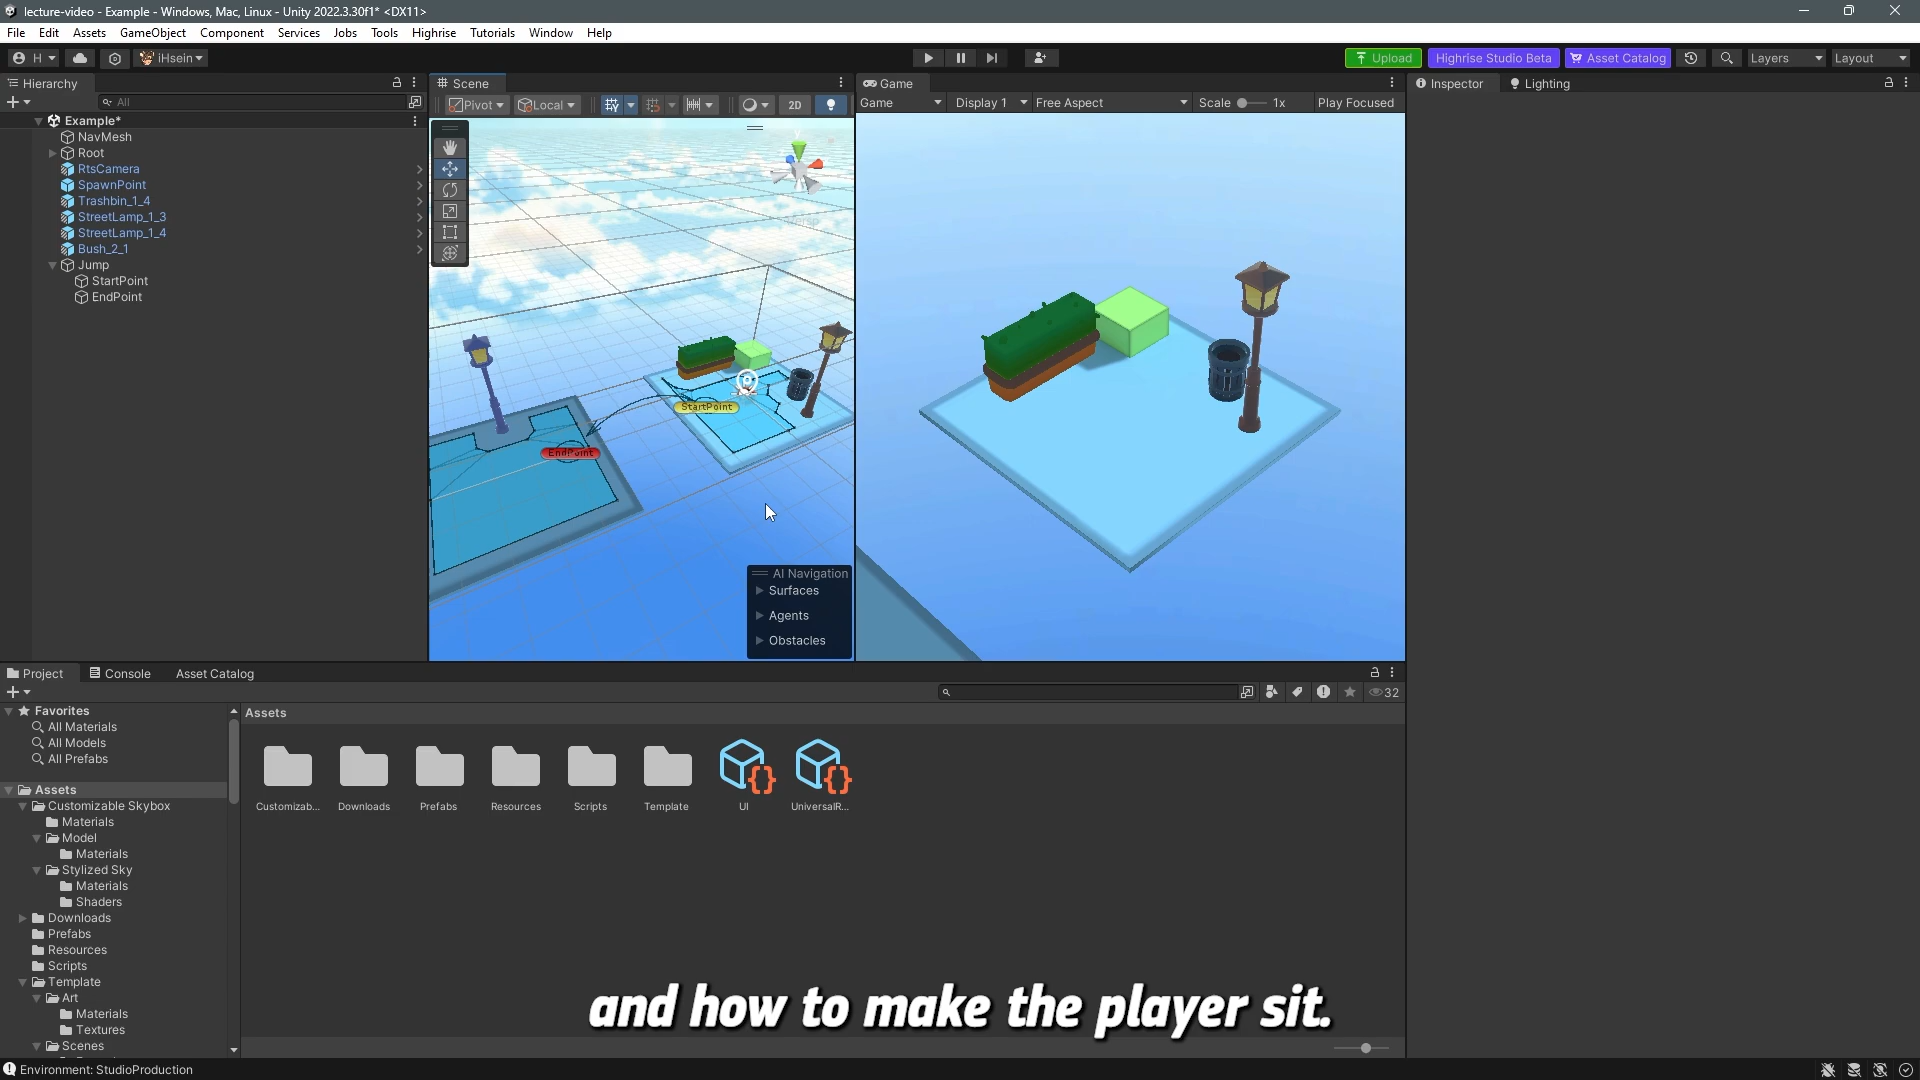 lecture-video - Example - Windows, Mac, Linux - Unity 2022.3.30f1* <DX11>
File Edit Assets GameObject Component Services Jobs Tools Highrise Tutorials Window Help
H iHsein Upload Highrise Studio Beta Asset Catalog Layers Layout
Hierarchy
All
Example*
NavMesh
Root
RtsCamera
SpawnPoint
Trashbin_1_4
StreetLamp_1_3
StreetLamp_1_4
Bush_2_1
Jump
StartPoint
EndPoint
Scene
Pivot Local 2D
StartPoint
EndPoint
AI Navigation
Surfaces
Agents
Obstacles
Game
Game Display 1 Free Aspect Scale 1x Play Focused
Inspector Lighting
Project Console Asset Catalog
32
Favorites
All Materials
All Models
All Prefabs
Assets
Customizable Skybox
Materials
Model
Materials
Stylized Sky
Materials
Shaders
Downloads
Prefabs
Resources
Scripts
Template
Art
Materials
Textures
Scenes
Assets
Customizab... Downloads Prefabs Resources Scripts Template UI UniversalR...
and how to make the player sit.
Environment: StudioProduction